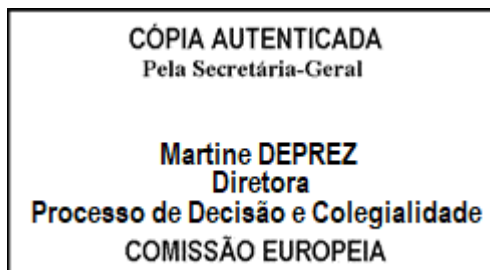 CÓPIA AUTENTICADA
Pela Secretária-Geral
Martine DEPREZ
Diretora
Processo de Decisão e Colegialidade
COMISSÃO EUROPEIA